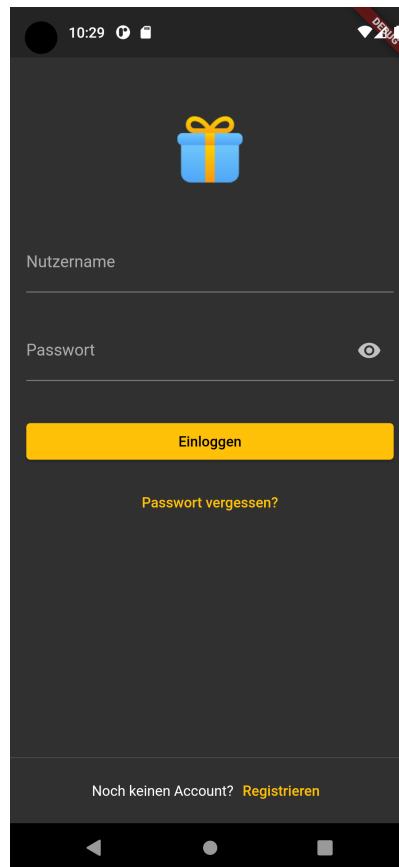 10:29
DEBUG
Nutzername
Passwort
Einloggen
Passwort vergessen?
Noch keinen Account? Registrieren